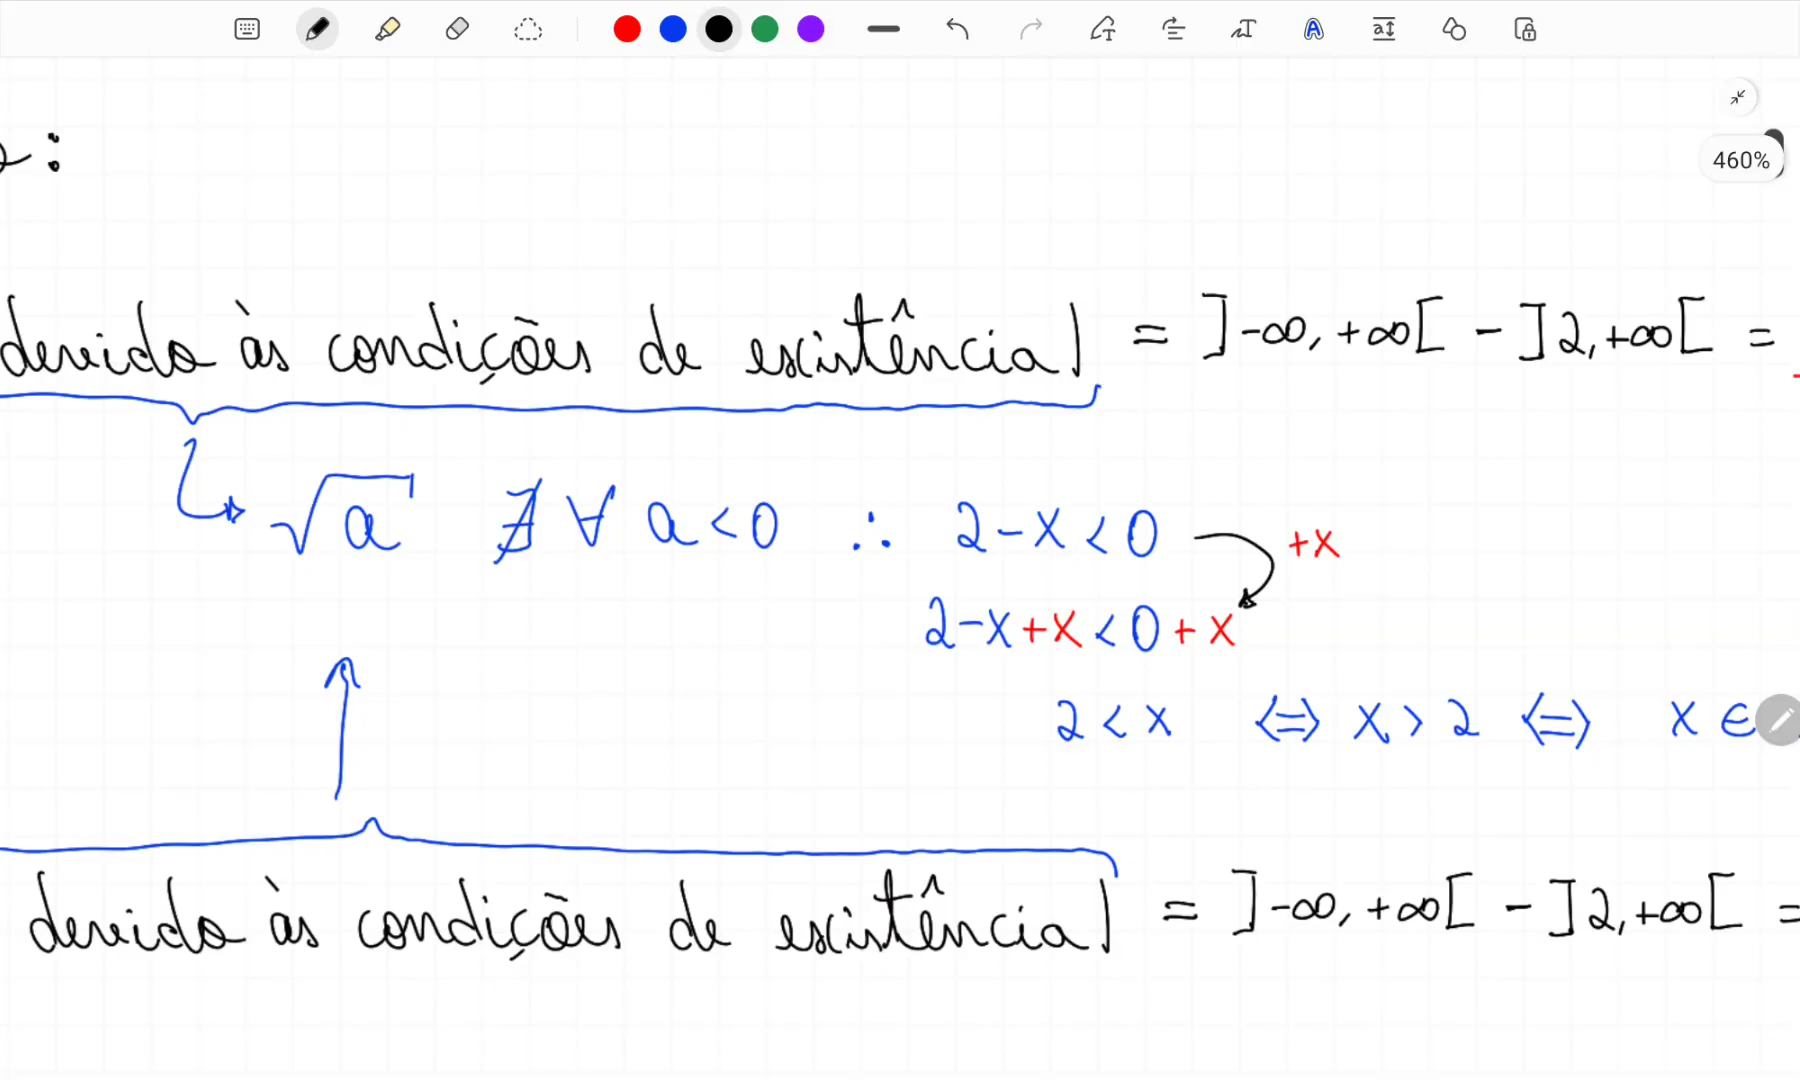 460%
:
devido às condições de existência) = ]-∞, +∞[ - ]2, +∞[ =
√a ∄ ∀ a < 0 ∴ 2 - x < 0 +x
2 - x + x < 0 + x
2 < x ⟺ x > 2 ⟺ x ∈
devido às condições de existência) = ]-∞, +∞[ - ]2, +∞[ =